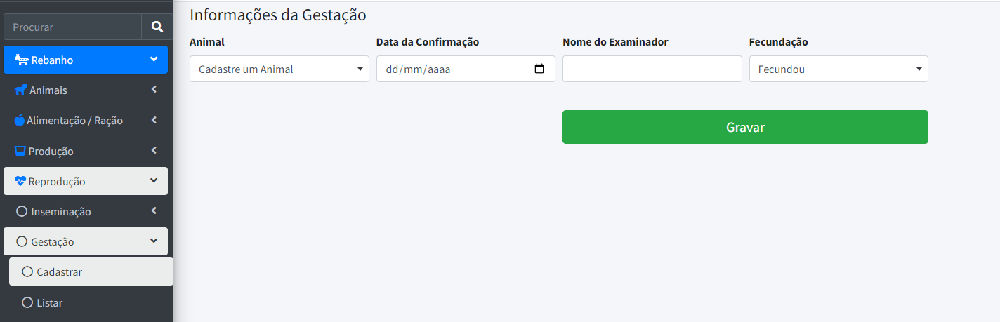 Procurar
Rebanho
Animais
Alimentação / Ração
Produção
Reprodução
Inseminação
Gestação
Cadastrar
Listar
Informações da Gestação
Animal
Cadastre um Animal
Data da Confirmação
dd/mm/aaaa
Nome do Examinador
Fecundação
Fecundou
Gravar